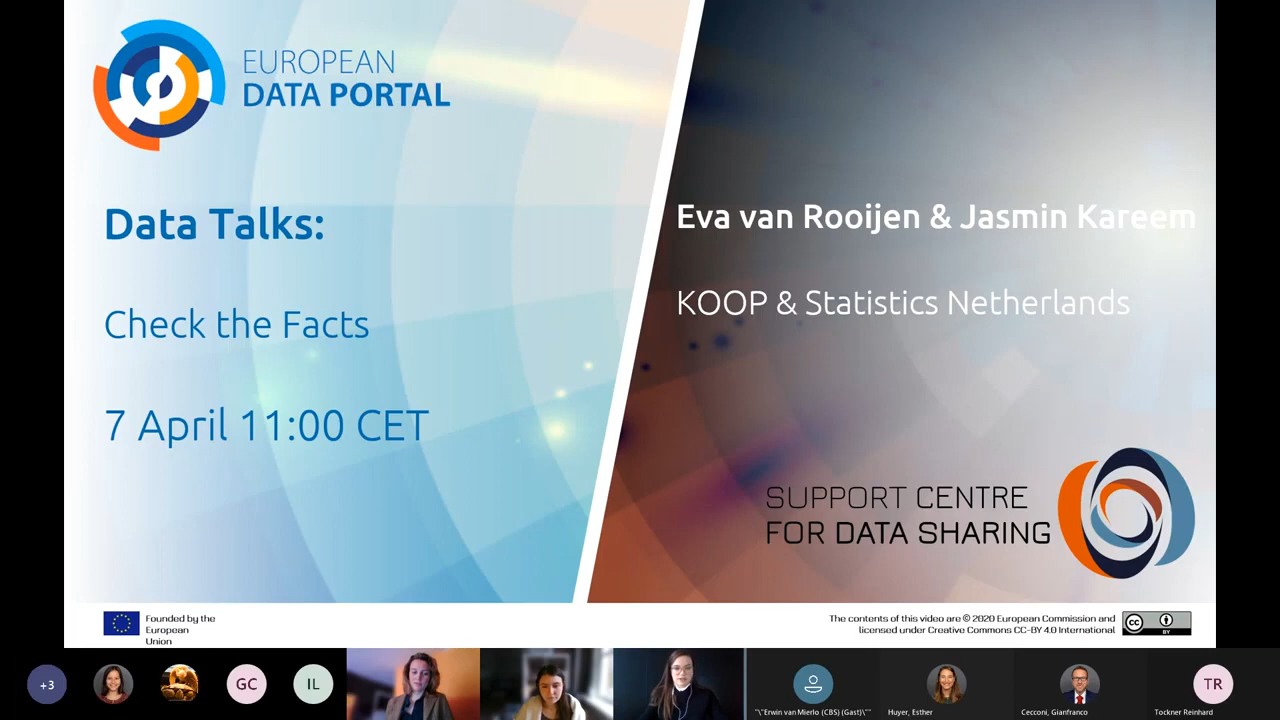 EUROPEAN
DATA PORTAL
Data Talks:
Check the Facts
7 April 11:00 CET
Eva van Rooijen & Jasmin Kareem
KOOP & Statistics Netherlands
SUPPORT CENTRE
FOR DATA SHARING
Founded by the
European
Union
The contents of this video are © 2020 European Commission and
licensed under Creative Commons CC-BY 4.0 International
cc
BY
+3
GC
IL
"\"Erwin van Mierlo (CBS) (Gast)\""
Huyer, Esther
Cecconi, Gianfranco
TR
Tockner Reinhard